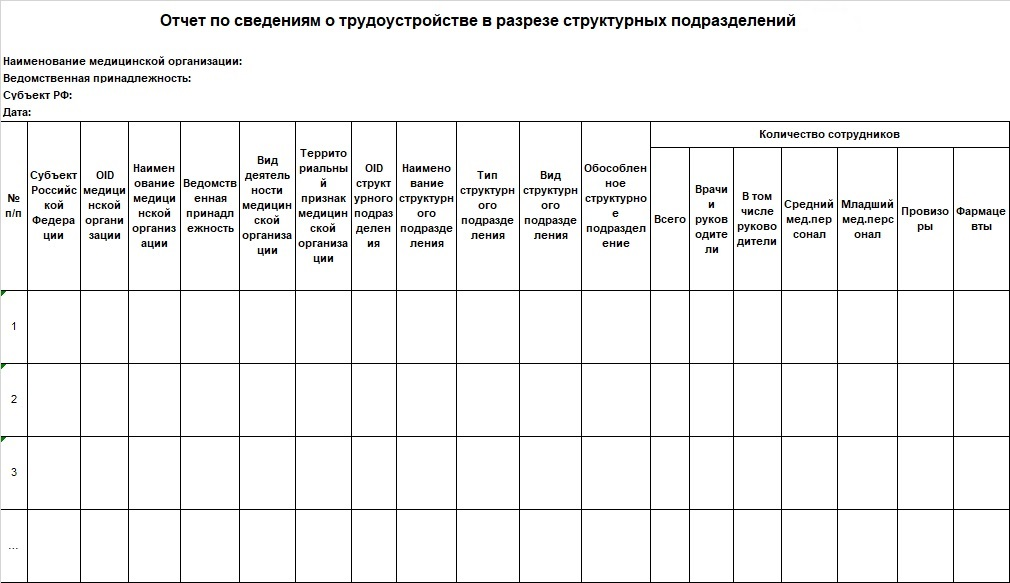 Отчет по сведениям о трудоустройстве в разрезе структурных подразделений
Наименование медицинской организации:
Ведомственная принадлежность:
Субъект РФ:
Дата:
№
п/п
Субъект
Российс
кой
Федера
ции
OID
медици
нской
органи
зации
Наимен
ование
медици
нской
организ
ации
Ведомств
енная
принадл
ежность
Вид
деятель
ности
медицин
ской
организа
ции
Террито
риальны
й
признак
медицин
ской
организа
ции
OID
структ
урного
подраз
делен
ия
Наимено
вание
структурн
ого
подразде
ления
Тип
структурн
ого
подразде
ления
Вид
структурн
ого
подразде
ления
Обособлен
ное
структурно
е
подраздел
ение
Количество сотрудников
Всего
Врачи
и
руков
одите
ли
В том
числе
руково
дители
Средний
мед.пер
сонал
Младший
мед.перс
онал
Провизо
ры
Фармаце
вты
1
2
3
...